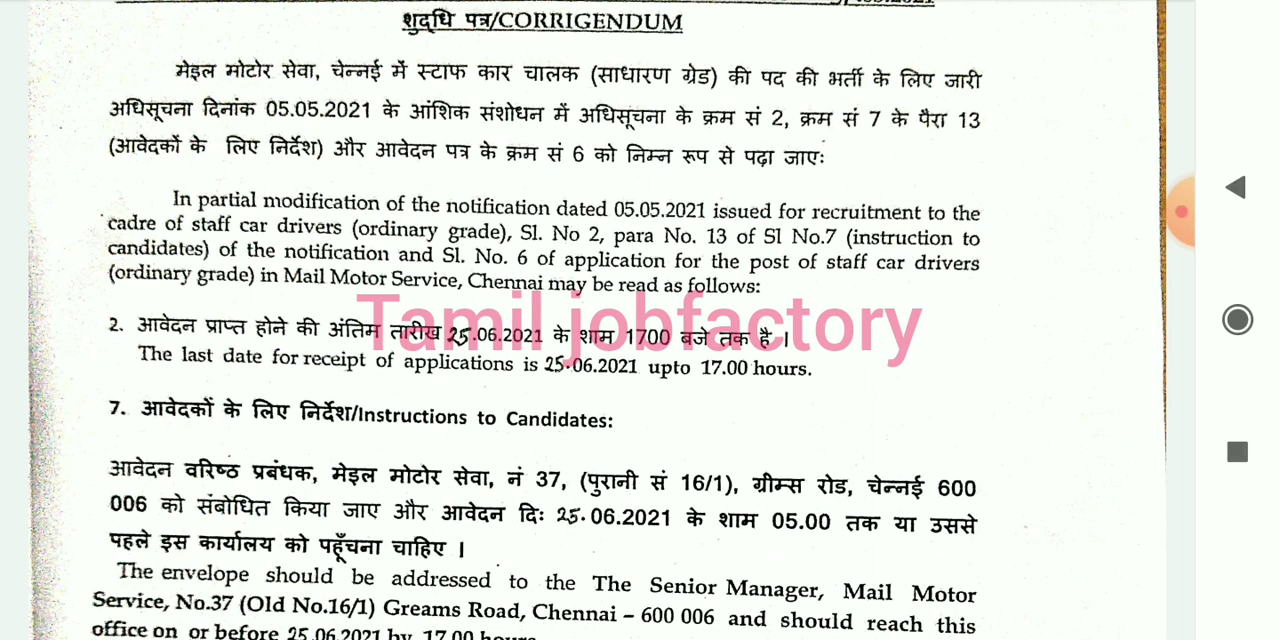 शुद्धि पत्र/CORRIGENDUM
मेइल मोटोर सेवा, चेन्नई में स्टाफ कार चालक (साधारण ग्रेड) की पद की भर्ती के लिए जारी
अधिसूचना दिनांक 05.05.2021 के आंशिक संशोधन में अधिसूचना के क्रम सं 2, क्रम सं 7 के पैरा 13
(आवेदकों के लिए निर्देश) और आवेदन पत्र के क्रम सं 6 को निम्न रूप से पढ़ा जाएः
In partial modification of the notification dated 05.05.2021 issued for recruitment to the
cadre of staff car drivers (ordinary grade), Sl. No 2, para No. 13 of Sl No.7 (instruction to
candidates) of the notification and Sl. No. 6 of application for the post of staff car drivers
(ordinary grade) in Mail Motor Service, Chennai may be read as follows:
Tamil jobfactory
2. आवेदन प्राप्त होने की अंतिम तारीख 25.06.2021 के शाम 1700 बजे तक है ।
The last date for receipt of applications is 25.06.2021 upto 17.00 hours.
7. आवेदकों के लिए निर्देश/Instructions to Candidates:
आवेदन वरिष्ठ प्रबंधक, मेइल मोटोर सेवा, नं 37, (पुरानी सं 16/1), ग्रीम्स रोड, चेन्नई 600
006 को संबोधित किया जाए और आवेदन दिः 25.06.2021 के शाम 05.00 तक या उससे
पहले इस कार्यालय को पहूँचना चाहिए ।
The envelope should be addressed to the The Senior Manager, Mail Motor
Service, No.37 (Old No.16/1) Greams Road, Chennai – 600 006 and should reach this
office on or before 25.06.2021 by 17.00 hours.